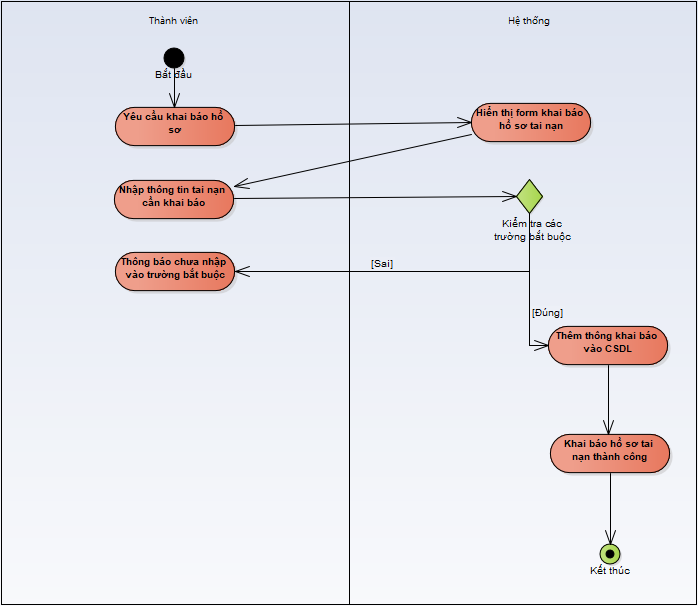 Thành viên
Hệ thống
Bắt đầu
Yêu cầu khai báo hồ
sơ
Hiển thị form khai báo
hồ sơ tai nạn
Nhập thông tin tai nạn
cần khai báo
Kiểm tra các
trường bắt buộc
Thông báo chưa nhập
vào trường bắt buộc
[Sai]
[Đúng]
Thêm thông khai báo
vào CSDL
Khai báo hồ sơ tai
nạn thành công
Kết thúc